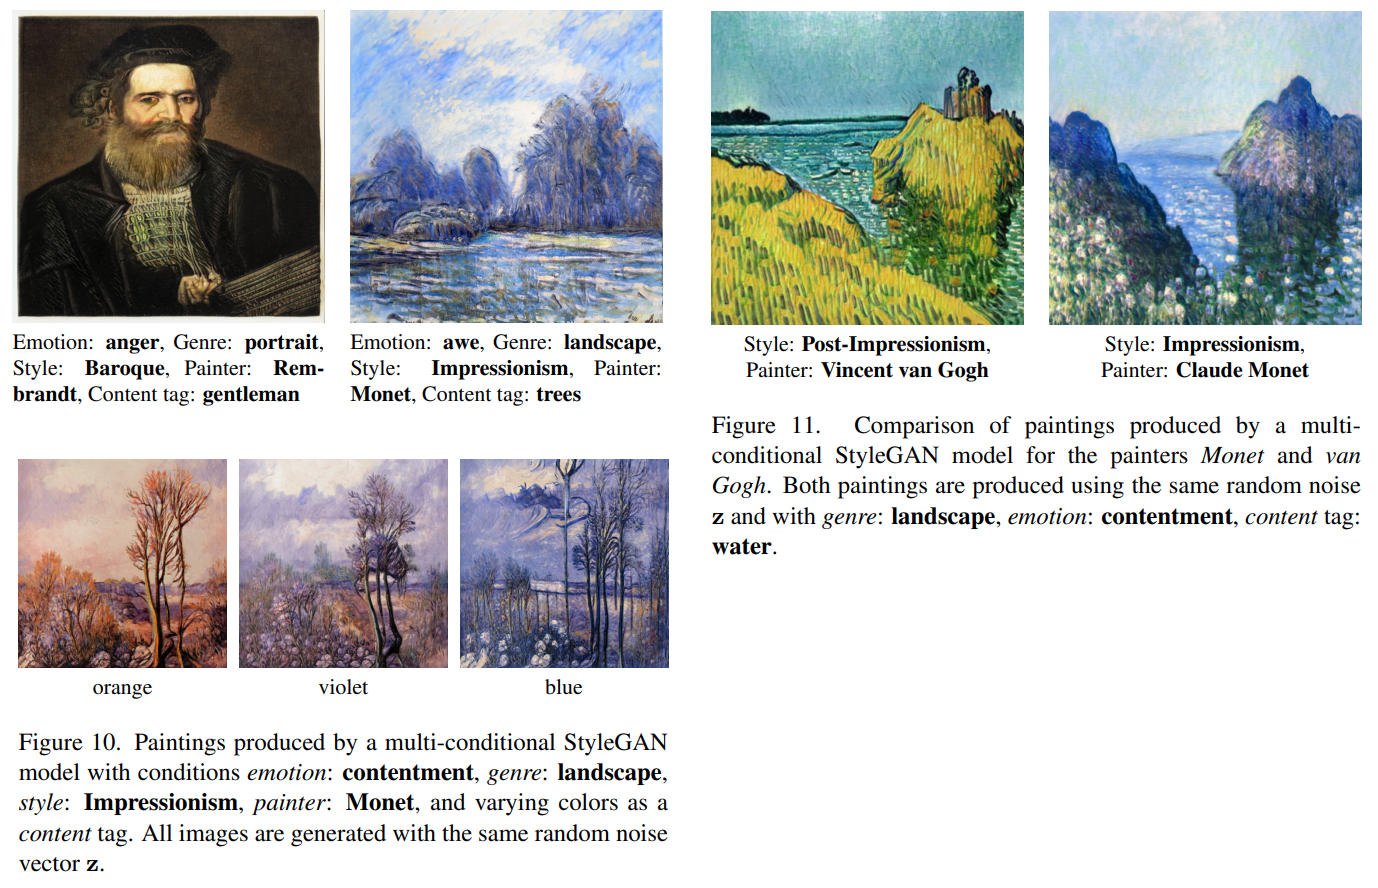 Emotion: anger, Genre: portrait,
Style: Baroque, Painter: Rem-
brandt, Content tag: gentleman
Emotion: awe, Genre: landscape,
Style: Impressionism, Painter:
Monet, Content tag: trees
orange
violet
blue
Figure 10. Paintings produced by a multi-conditional StyleGAN
model with conditions emotion: contentment, genre: landscape,
style: Impressionism, painter: Monet, and varying colors as a
content tag. All images are generated with the same random noise
vector z.
Style: Post-Impressionism,
Painter: Vincent van Gogh
Style: Impressionism,
Painter: Claude Monet
Figure 11. Comparison of paintings produced by a multi-
conditional StyleGAN model for the painters Monet and van
Gogh. Both paintings are produced using the same random noise
z and with genre: landscape, emotion: contentment, content tag:
water.